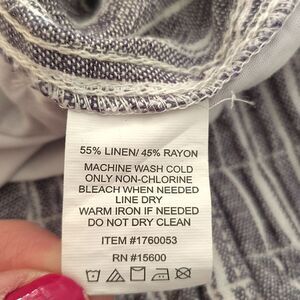 55% LINEN/ 45% RAYON
MACHINE WASH COLD
ONLY NON-CHLORINE
BLEACH WHEN NEEDED
LINE DRY
WARM IRON IF NEEDED
DO NOT DRY CLEAN
ITEM #1760053
RN #15600